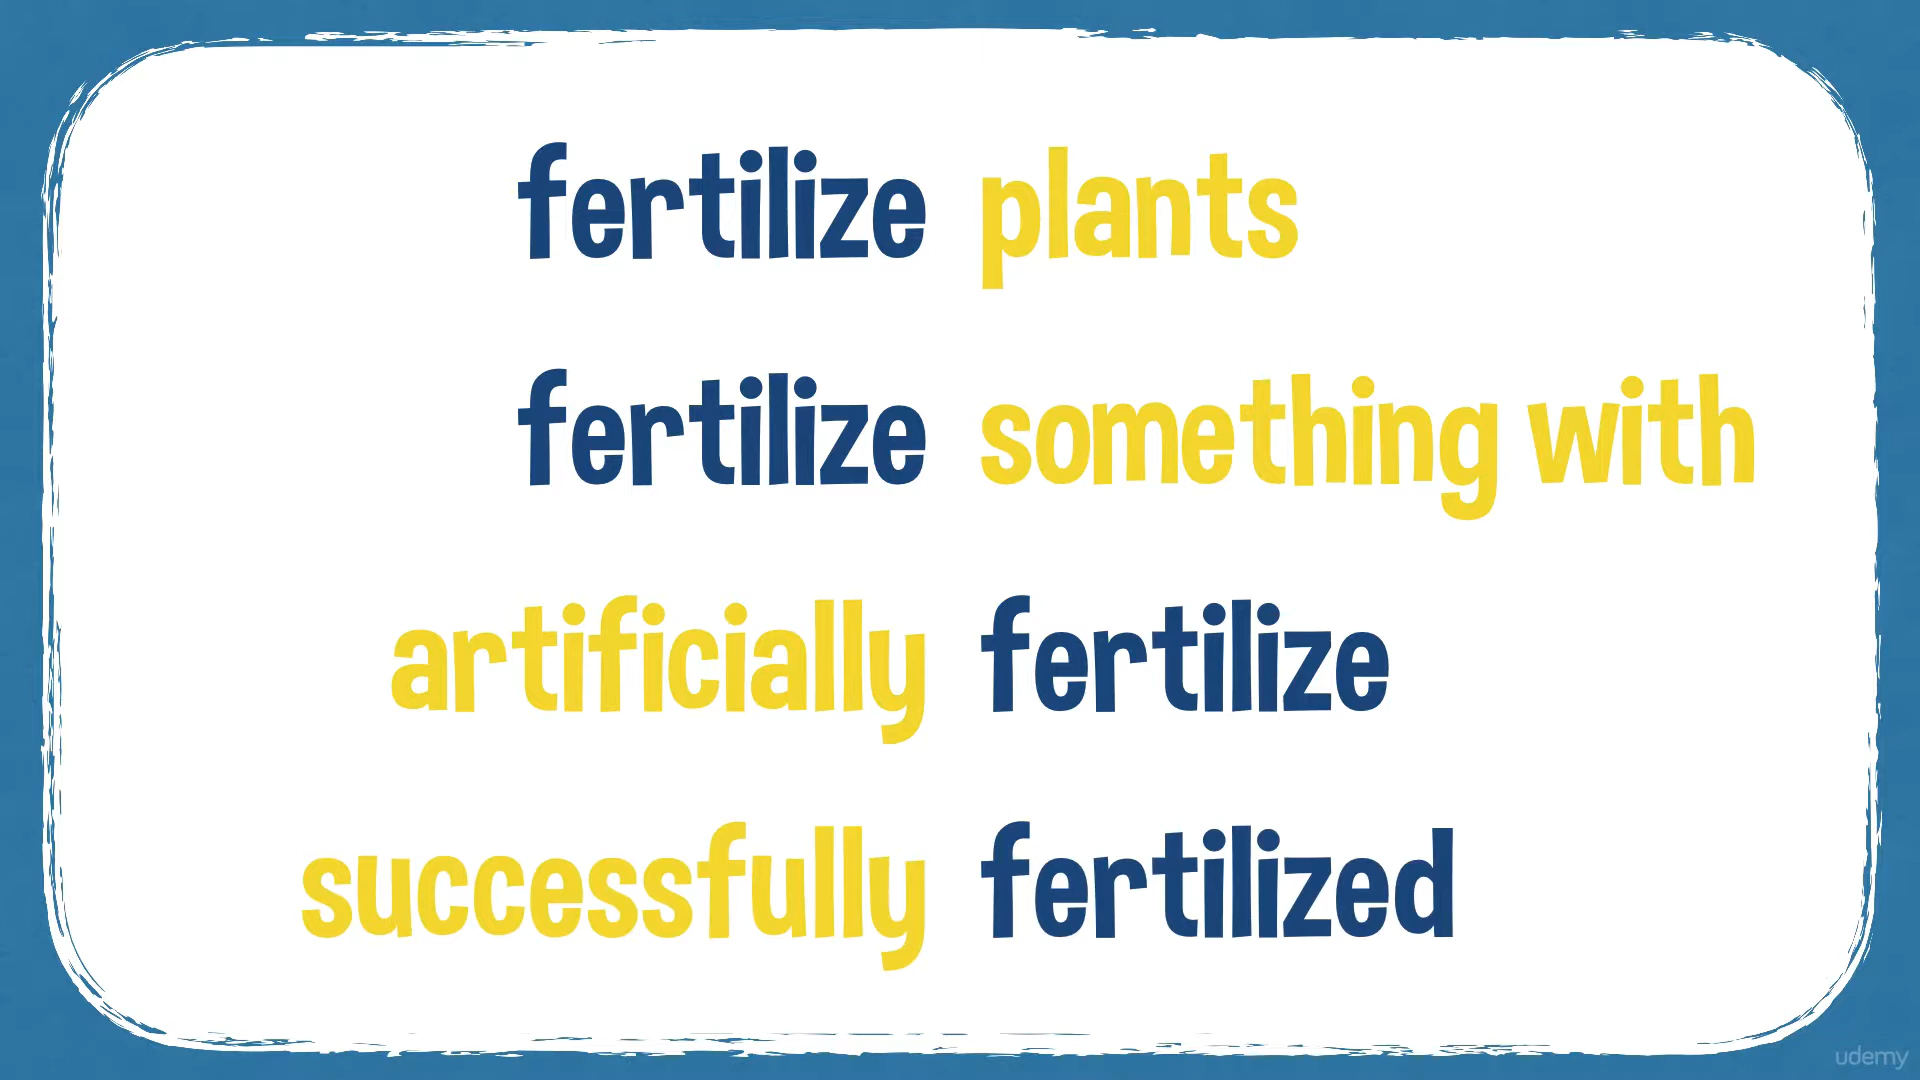 fertilize plants
fertilize something with
artificially fertilize
successfully fertilized
udemy